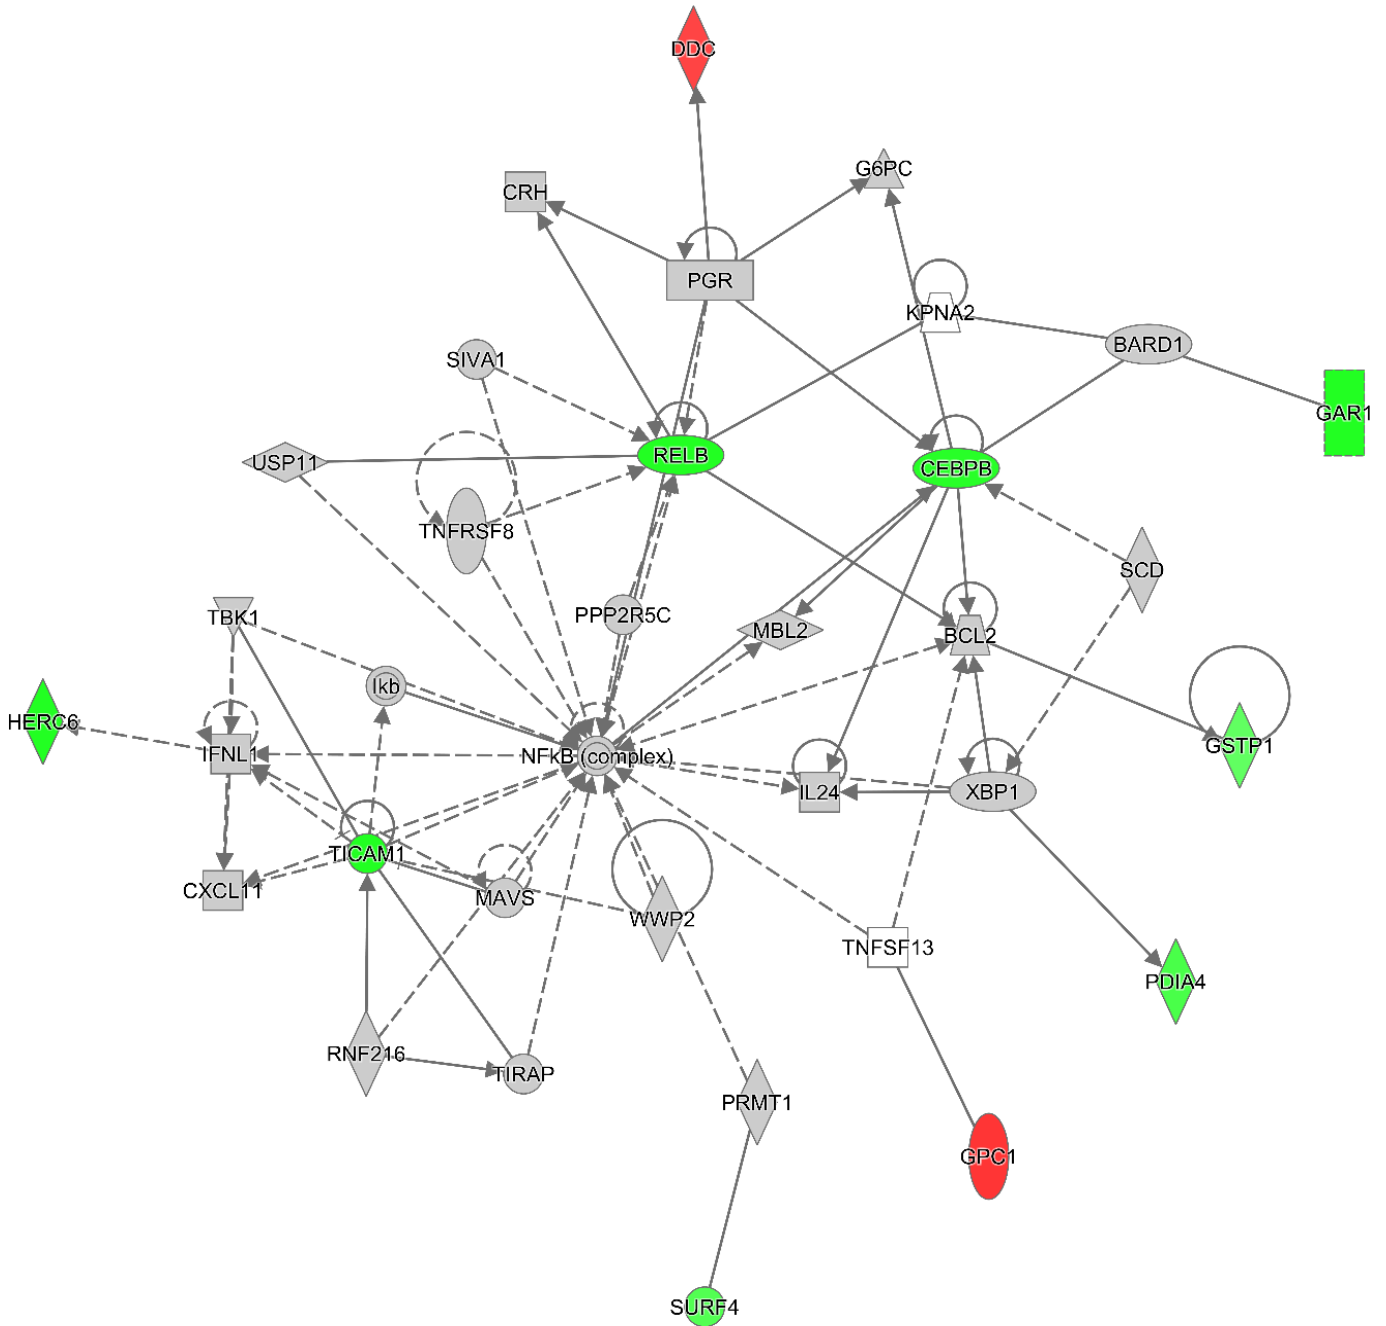 DDC
G6PC
CRH
PGR
KPNA2
BARD1
SIVA1
GAR1
RELB
USP11
CEBPB
TNFRSF8
SCD
PPP2R5C
TBK1
MBL2
BCL2
Ikb
HERC6
GSTP1
IFNL1
NFkB (complex)
IL24
XBP1
TICAM1
CXCL11
MAVS
WWP2
TNFSF13
PDIA4
RNF216
TIRAP
PRMT1
GPC1
SURF4